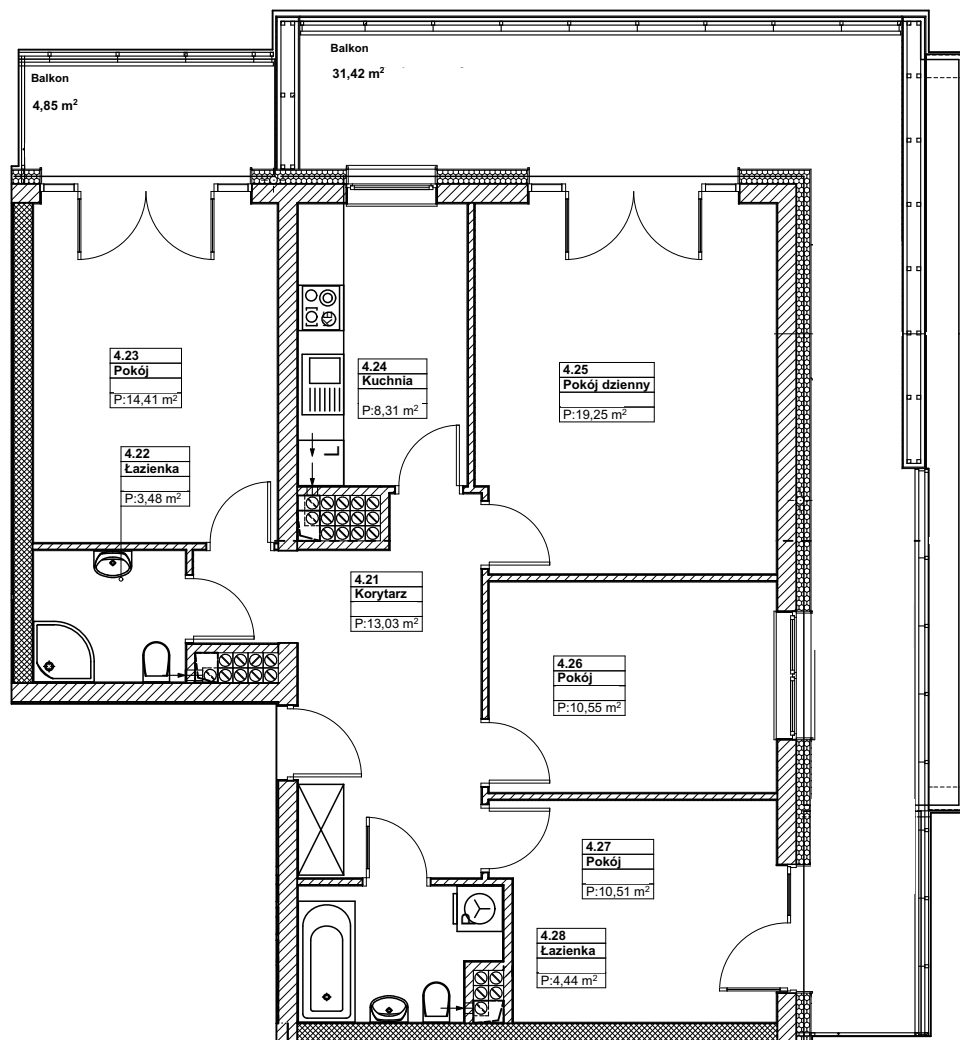 Balkon
31,42 m²
Balkon
4,85 m²
4.23
Pokój
P:14,41 m²
4.24
Kuchnia
P:8,31 m²
4.25
Pokój dzienny
P:19,25 m²
4.22
Łazienka
P:3,48 m²
L
4.21
Korytarz
P:13,03 m²
4.26
Pokój
P:10,55 m²
4.27
Pokój
P:10,51 m²
P
4.28
Łazienka
P:4,44 m²